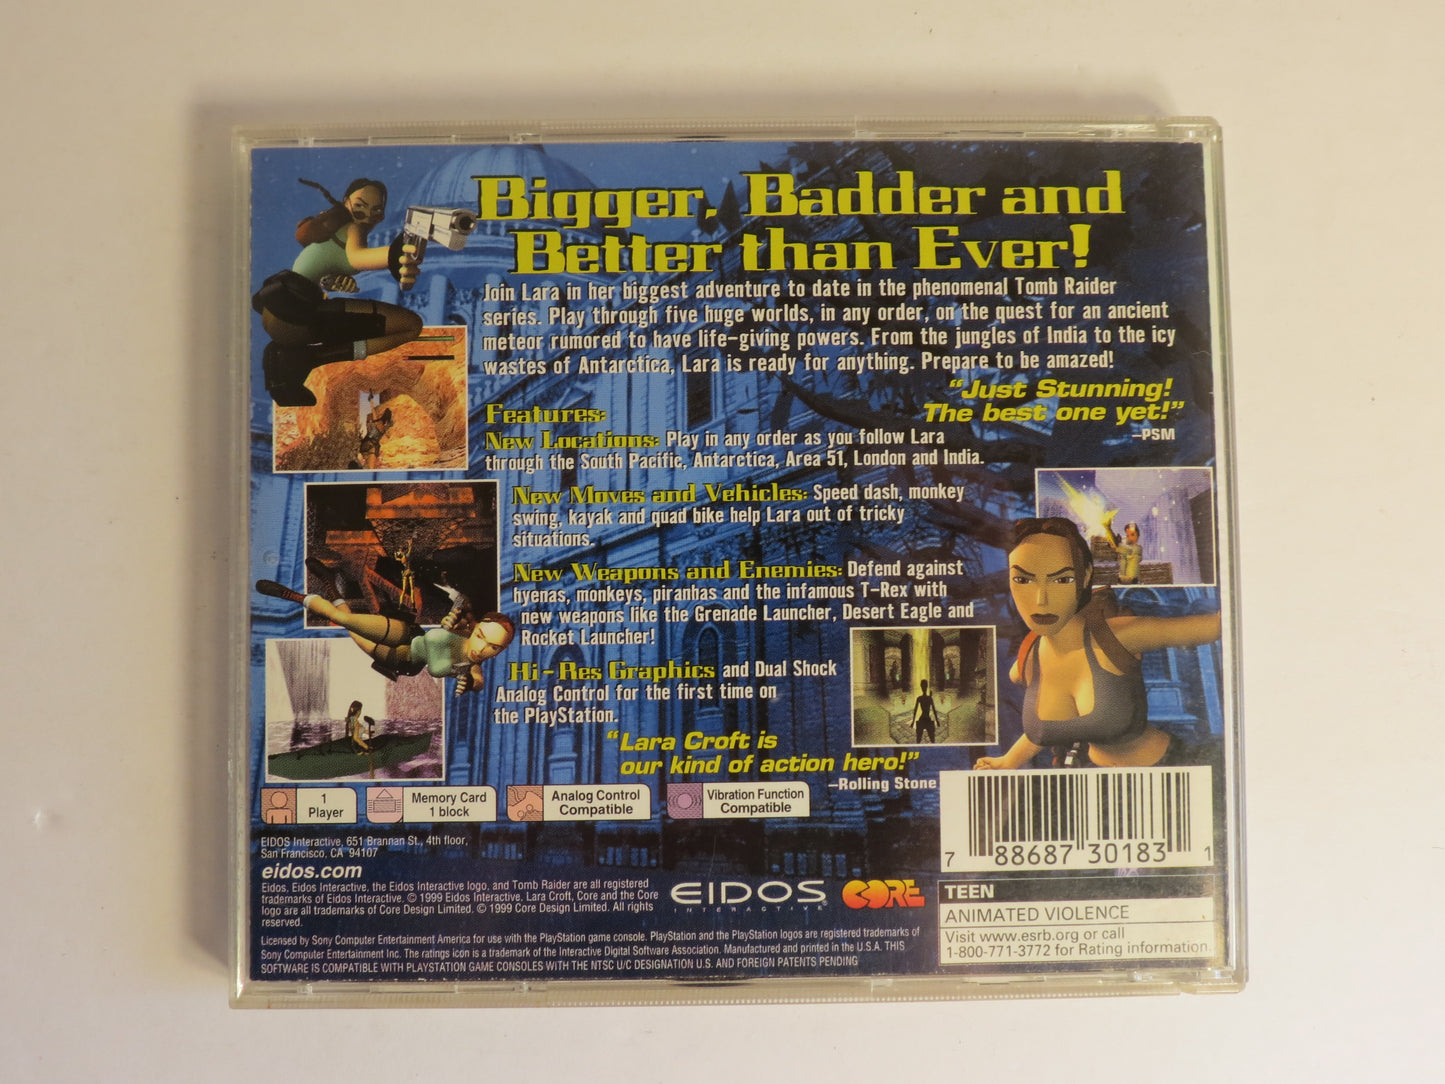 Bigger, Badder and
Better than Ever!
Join Lara in her biggest adventure to date in the phenomenal Tomb Raider
series. Play through five huge worlds, in any order, on the quest for an ancient
meteor rumored to have life-giving powers. From the jungles of India to the icy
wastes of Antarctica, Lara is ready for anything. Prepare to be amazed!
"Just Stunning!
The best one yet!"
–PSM
Features:
New Locations: Play in any order as you follow Lara
through the South Pacific, Antarctica, Area 51, London and India.
New Moves and Vehicles: Speed dash, monkey
swing, kayak and quad bike help Lara out of tricky
situations.
New Weapons and Enemies: Defend against
hyenas, monkeys, piranhas and the infamous T-Rex with
new weapons like the Grenade Launcher, Desert Eagle and
Rocket Launcher!
Hi-Res Graphics and Dual Shock
Analog Control for the first time on
the PlayStation.
"Lara Croft is
our kind of action hero!"
–Rolling Stone
1
Player
Memory Card
1 block
Analog Control
Compatible
Vibration Function
Compatible
EIDOS Interactive, 651 Brannan St., 4th floor,
San Francisco, CA 94107
eidos.com
Eidos, Eidos Interactive, the Eidos Interactive logo, and Tomb Raider are all registered
trademarks of Eidos Interactive. © 1999 Eidos Interactive. Lara Croft, Core and the Core
logo are all trademarks of Core Design Limited. © 1999 Core Design Limited. All rights
reserved.
EIDOS
INTERACTIVE
CORE
Licensed by Sony Computer Entertainment America for use with the PlayStation game console. PlayStation and the PlayStation logos are registered trademarks of
Sony Computer Entertainment Inc. The ratings icon is a trademark of the Interactive Digital Software Association. Manufactured and printed in the U.S.A. THIS
SOFTWARE IS COMPATIBLE WITH PLAYSTATION GAME CONSOLES WITH THE NTSC U/C DESIGNATION U.S. AND FOREIGN PATENTS PENDING
7 88687 30183 1
TEEN
ANIMATED VIOLENCE
Visit www.esrb.org or call
1-800-771-3772 for Rating information.